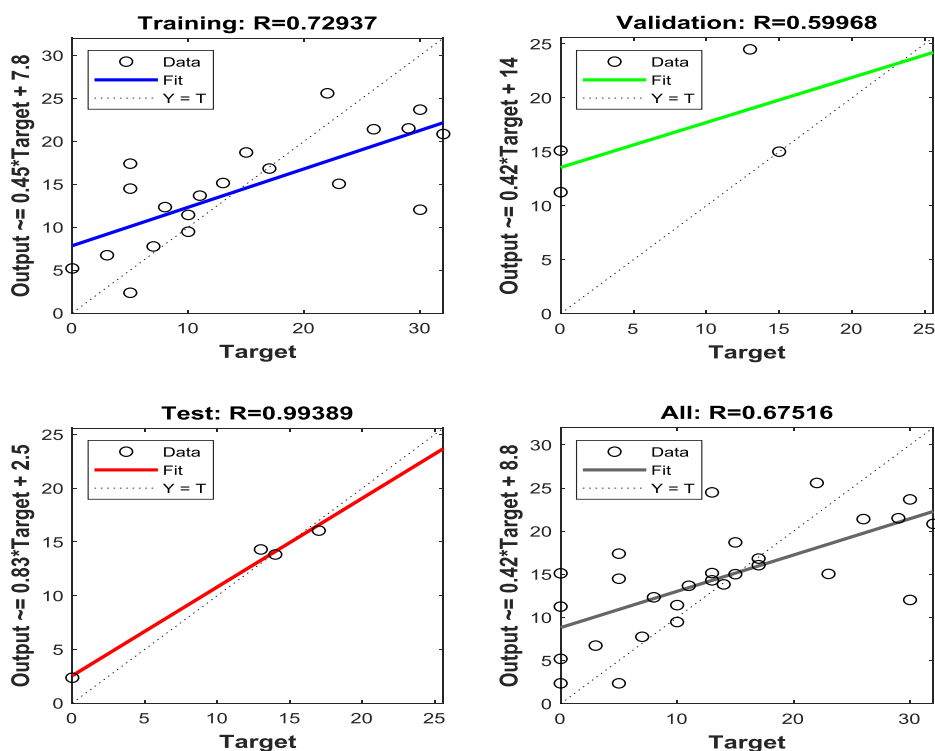 Training: R=0.72937
Output ~= 0.45*Target + 7.8
30
25
20
15
10
5
0
Data
Fit
Y = T
0
10
20
30
Target
Validation: R=0.59968
Output ~= 0.42*Target + 14
25
20
15
10
5
0
Data
Fit
Y = T
0
5
10
15
20
25
Target
Test: R=0.99389
Output ~= 0.83*Target + 2.5
25
20
15
10
5
0
Data
Fit
Y = T
0
5
10
15
20
25
Target
All: R=0.67516
Output ~= 0.42*Target + 8.8
30
25
20
15
10
5
0
Data
Fit
Y = T
0
10
20
30
Target